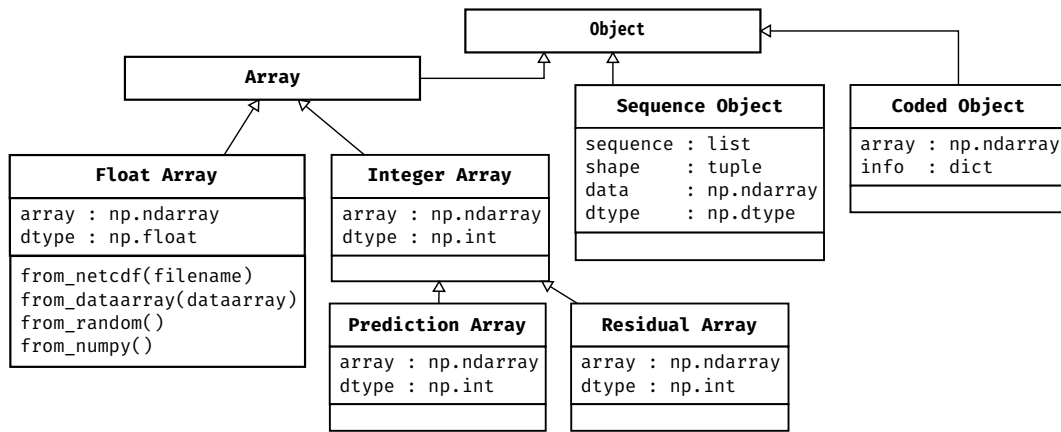 Object
Array
Sequence Object
sequence : list
shape    : tuple
data     : np.ndarray
dtype    : np.dtype
Coded Object
array : np.ndarray
info  : dict
Float Array
array : np.ndarray
dtype : np.float
from_netcdf(filename)
from_dataarray(dataarray)
from_random()
from_numpy()
Integer Array
array : np.ndarray
dtype : np.int
Prediction Array
array : np.ndarray
dtype : np.int
Residual Array
array : np.ndarray
dtype : np.int